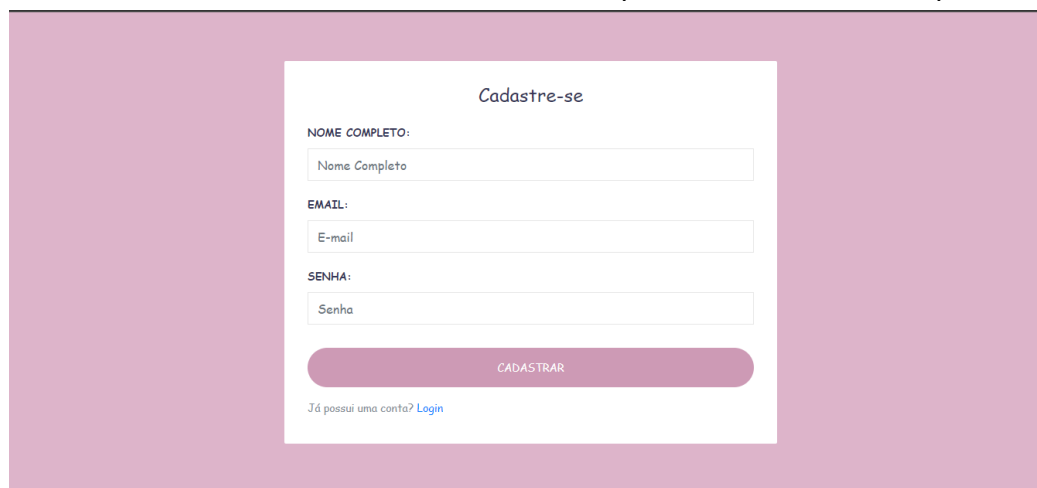 Cadastre-se
NOME COMPLETO:
Nome Completo
EMAIL:
E-mail
SENHA:
Senha
CADASTRAR
Já possui uma conta? Login